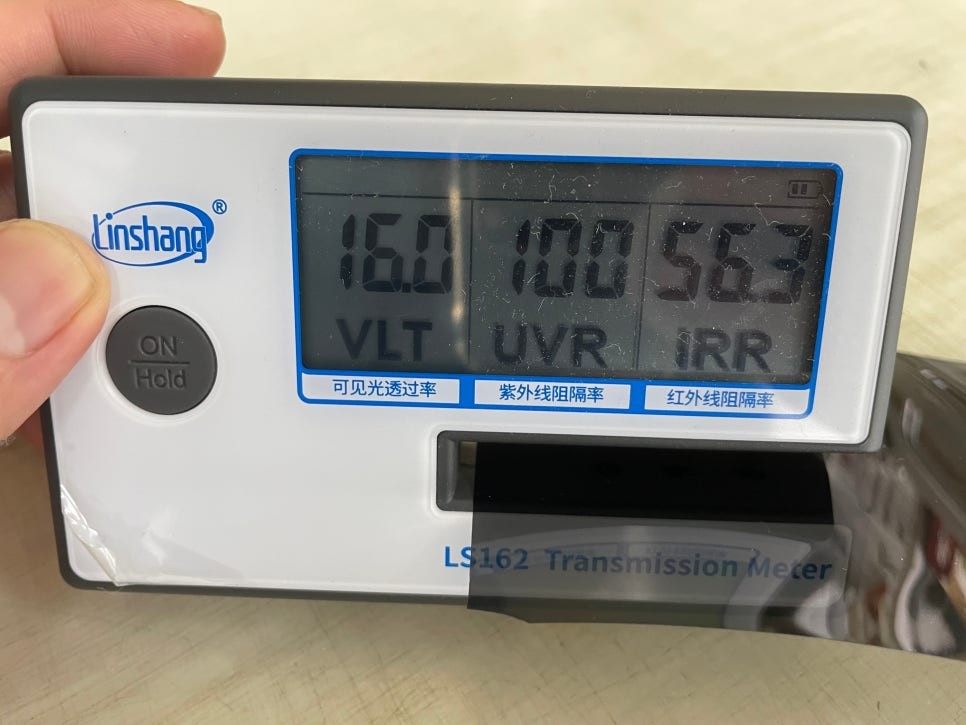 Linshang®
ON
Hold
16.0 100 56.3
VLT UVR IRR
可见光透过率 紫外线阻隔率 红外线阻隔率
LS162 Transmission Meter